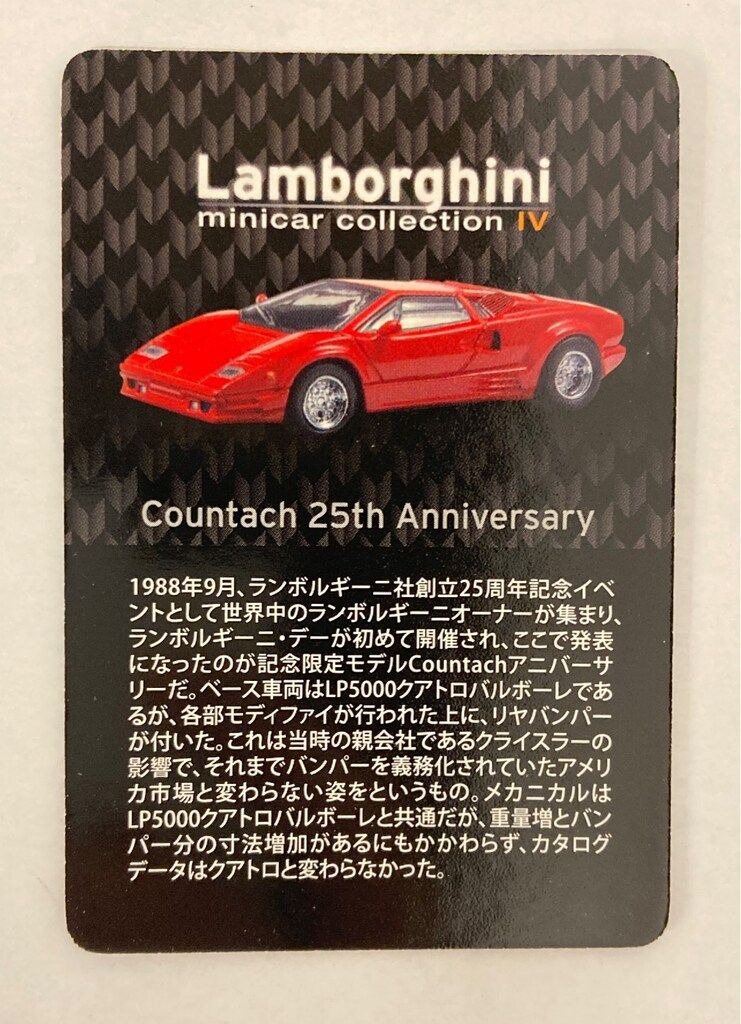 Lamborghini
minicar collection IV
Countach 25th Anniversary
1988年9月、ランボルギーニ社創立25周年記念イベ
ントとして世界中のランボルギーニオーナーが集まり、
ランボルギーニ・デーが初めて開催され、ここで発表
になったのが記念限定モデルCountachアニバーサ
リーだ。ベース車両はLP5000クアトロバルボーレであ
るが、各部モディファイが行われた上に、リヤバンパー
が付いた。これは当時の親会社であるクライスラーの
影響で、それまでバンパーを義務化されていたアメリ
カ市場と変わらない姿をというもの。メカニカルは
LP5000クアトロバルボーレと共通だが、重量増とバン
パー分の寸法増加があるにもかかわらず、カタログ
データはクアトロと変わらなかった。